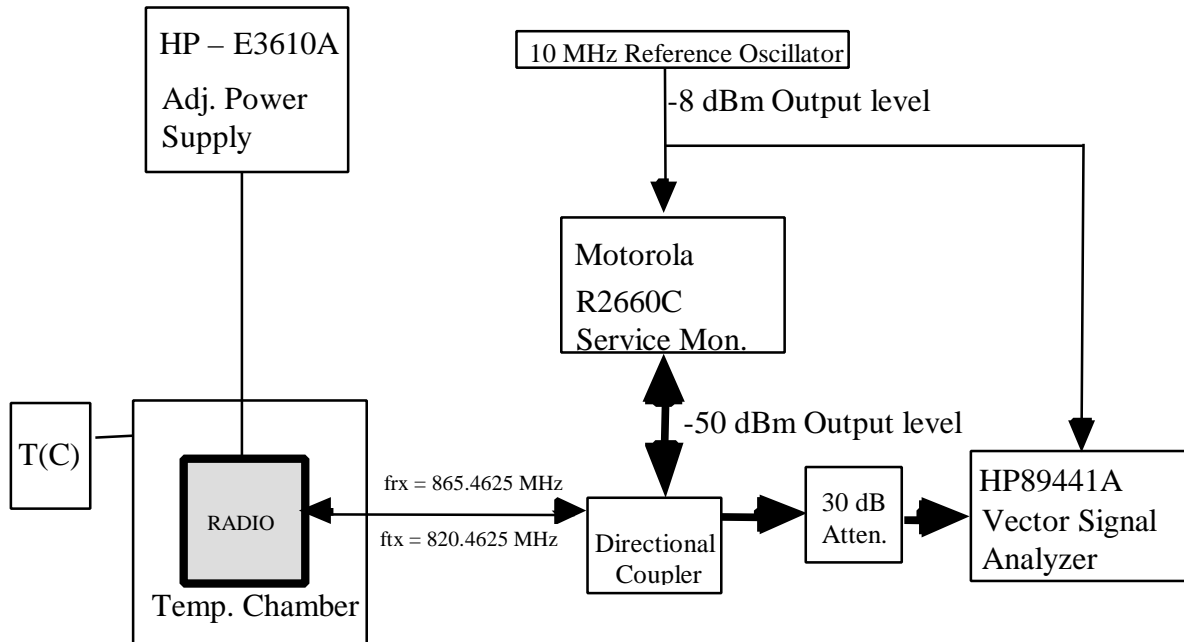 HP – E3610A
Adj. Power
Supply
10 MHz Reference Oscillator
-8 dBm Output level
Motorola
R2660C
Service Mon.
-50 dBm Output level
T(C)
RADIO
Temp. Chamber
frx = 865.4625 MHz
ftx = 820.4625 MHz
Directional
Coupler
30 dB
Atten.
HP89441A
Vector Signal
Analyzer